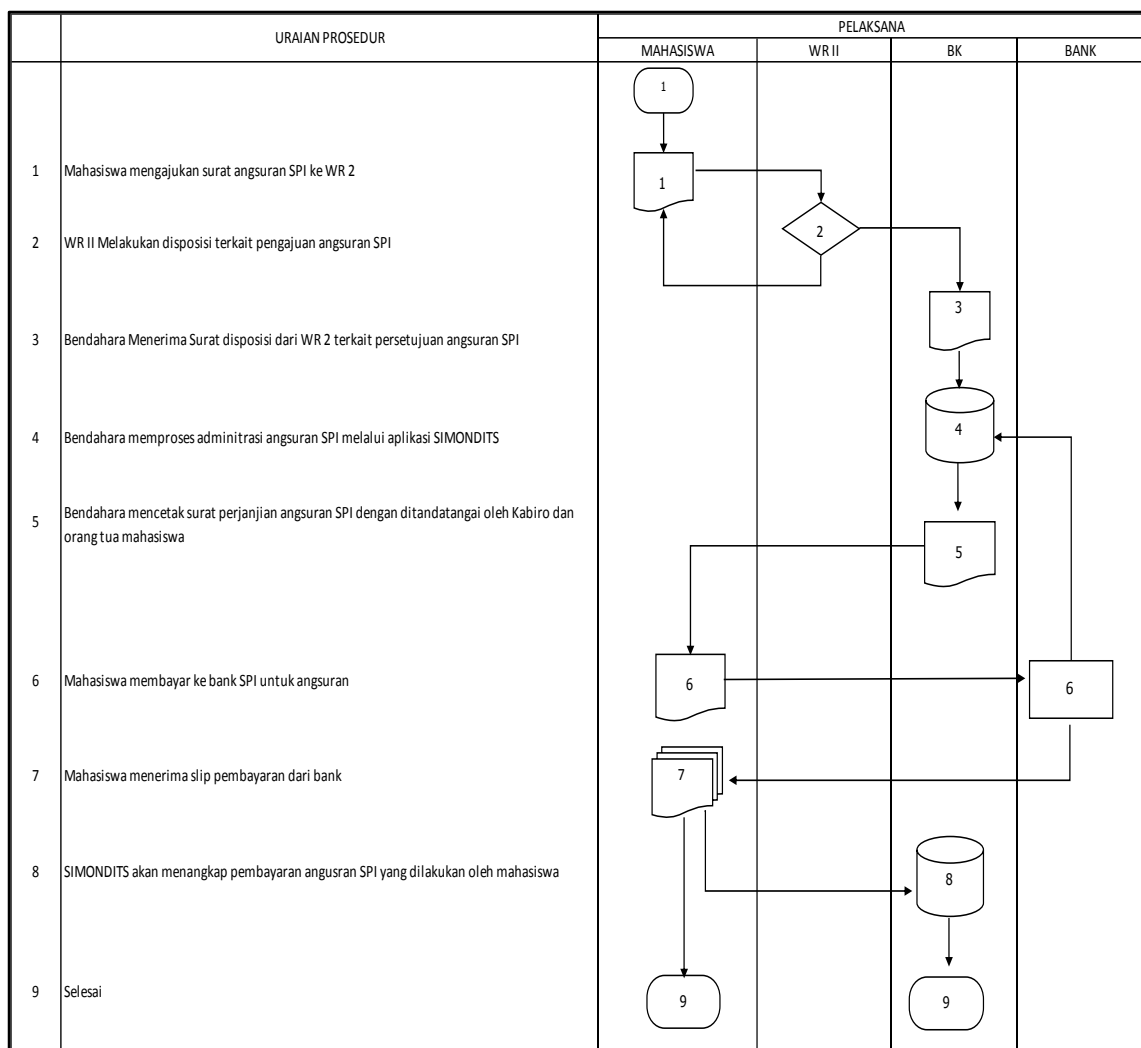 URAIAN PROSEDUR
PELAKSANA
MAHASISWA WR II BK BANK
1
1 Mahasiswa mengajukan surat angsuran SPI ke WR 2
1
2 WR II Melakukan disposisi terkait pengajuan angsuran SPI
2
3 Bendahara Menerima Surat disposisi dari WR 2 terkait persetujuan angsuran SPI
3
4 Bendahara memproses adminitrasi angsuran SPI melalui aplikasi SIMONDITS
4
5 Bendahara mencetak surat perjanjian angsuran SPI dengan ditandatangai oleh Kabiro dan
orang tua mahasiswa
5
6 Mahasiswa membayar ke bank SPI untuk angsuran
6 6
7 Mahasiswa menerima slip pembayaran dari bank
7
8 SIMONDITS akan menangkap pembayaran angusran SPI yang dilakukan oleh mahasiswa
8
9 Selesai
9 9